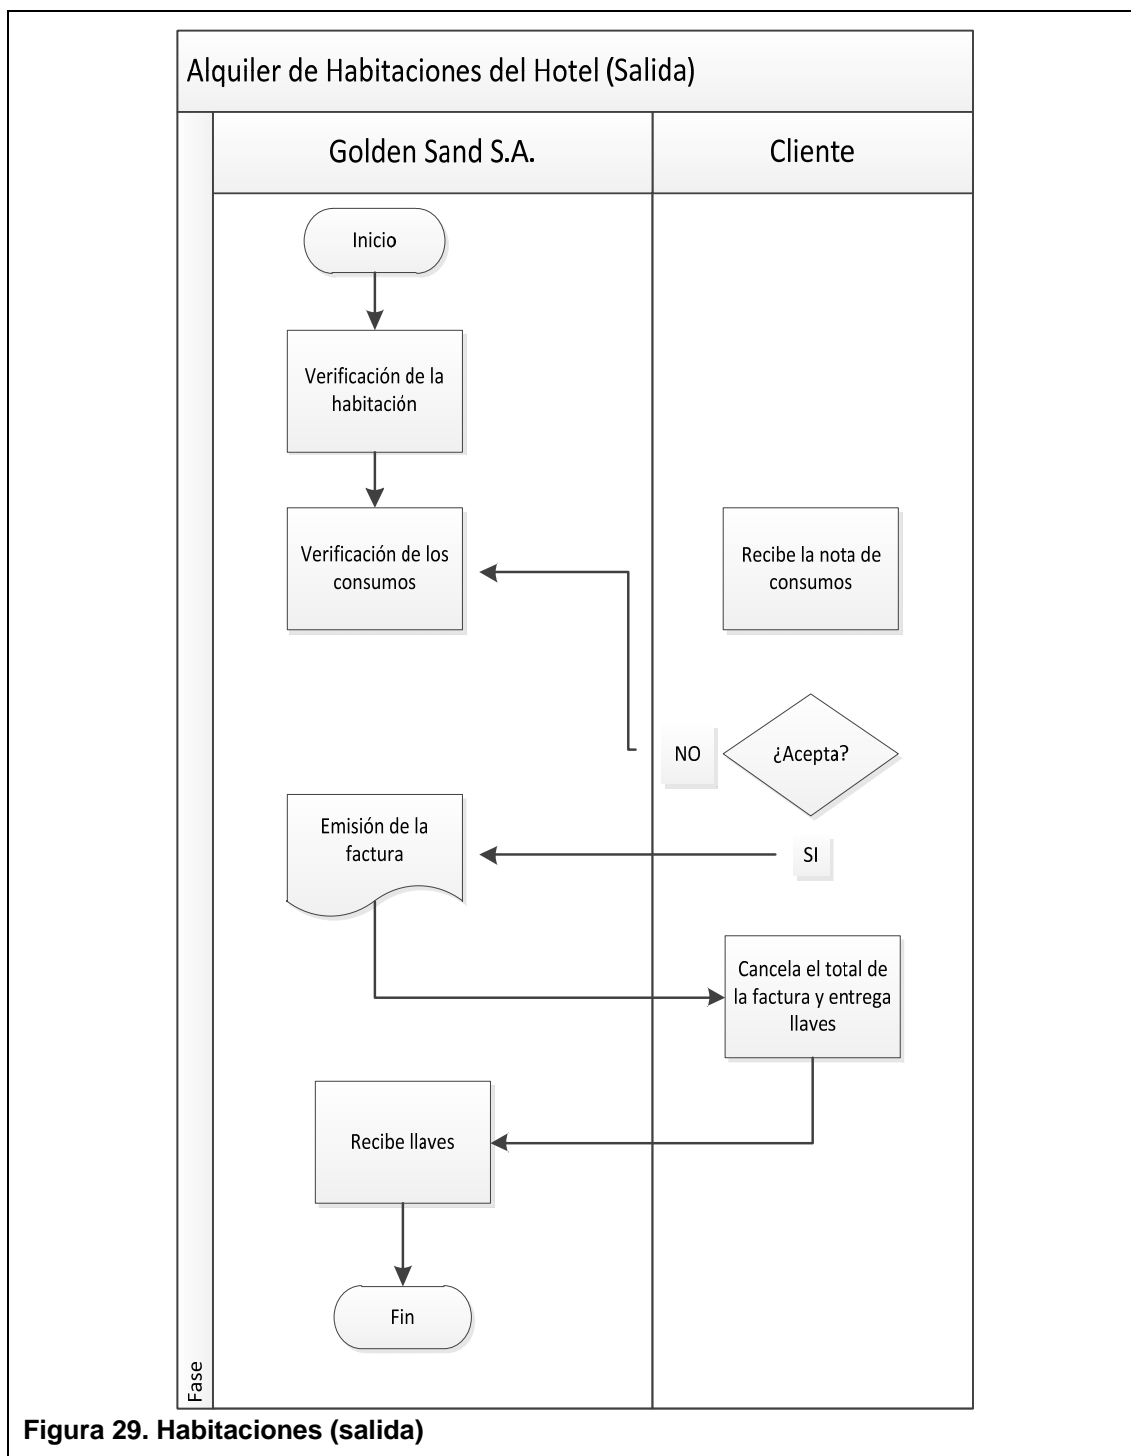 Alquiler de Habitaciones del Hotel (Salida)
Golden Sand S.A.
Cliente
Inicio
Verificación de la
habitación
Verificación de los
consumos
Recibe la nota de
consumos
¿Acepta?
NO
SI
Emisión de la
factura
Cancela el total de
la factura y entrega
llaves
Recibe llaves
Fin
Fase
Figura 29. Habitaciones (salida)